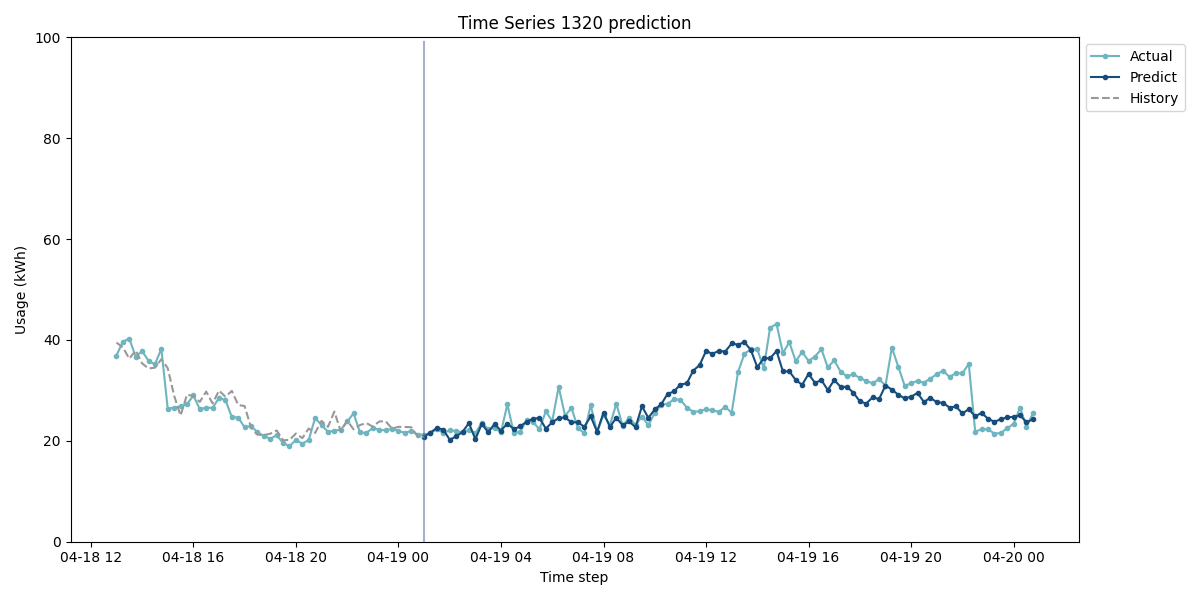 Time Series 1320 prediction
Usage (kWh)
100
80
60
40
20
0
04-18 12
04-18 16
04-18 20
04-19 00
04-19 04
04-19 08
04-19 12
04-19 16
04-19 20
04-20 00
Time step
Actual
Predict
History